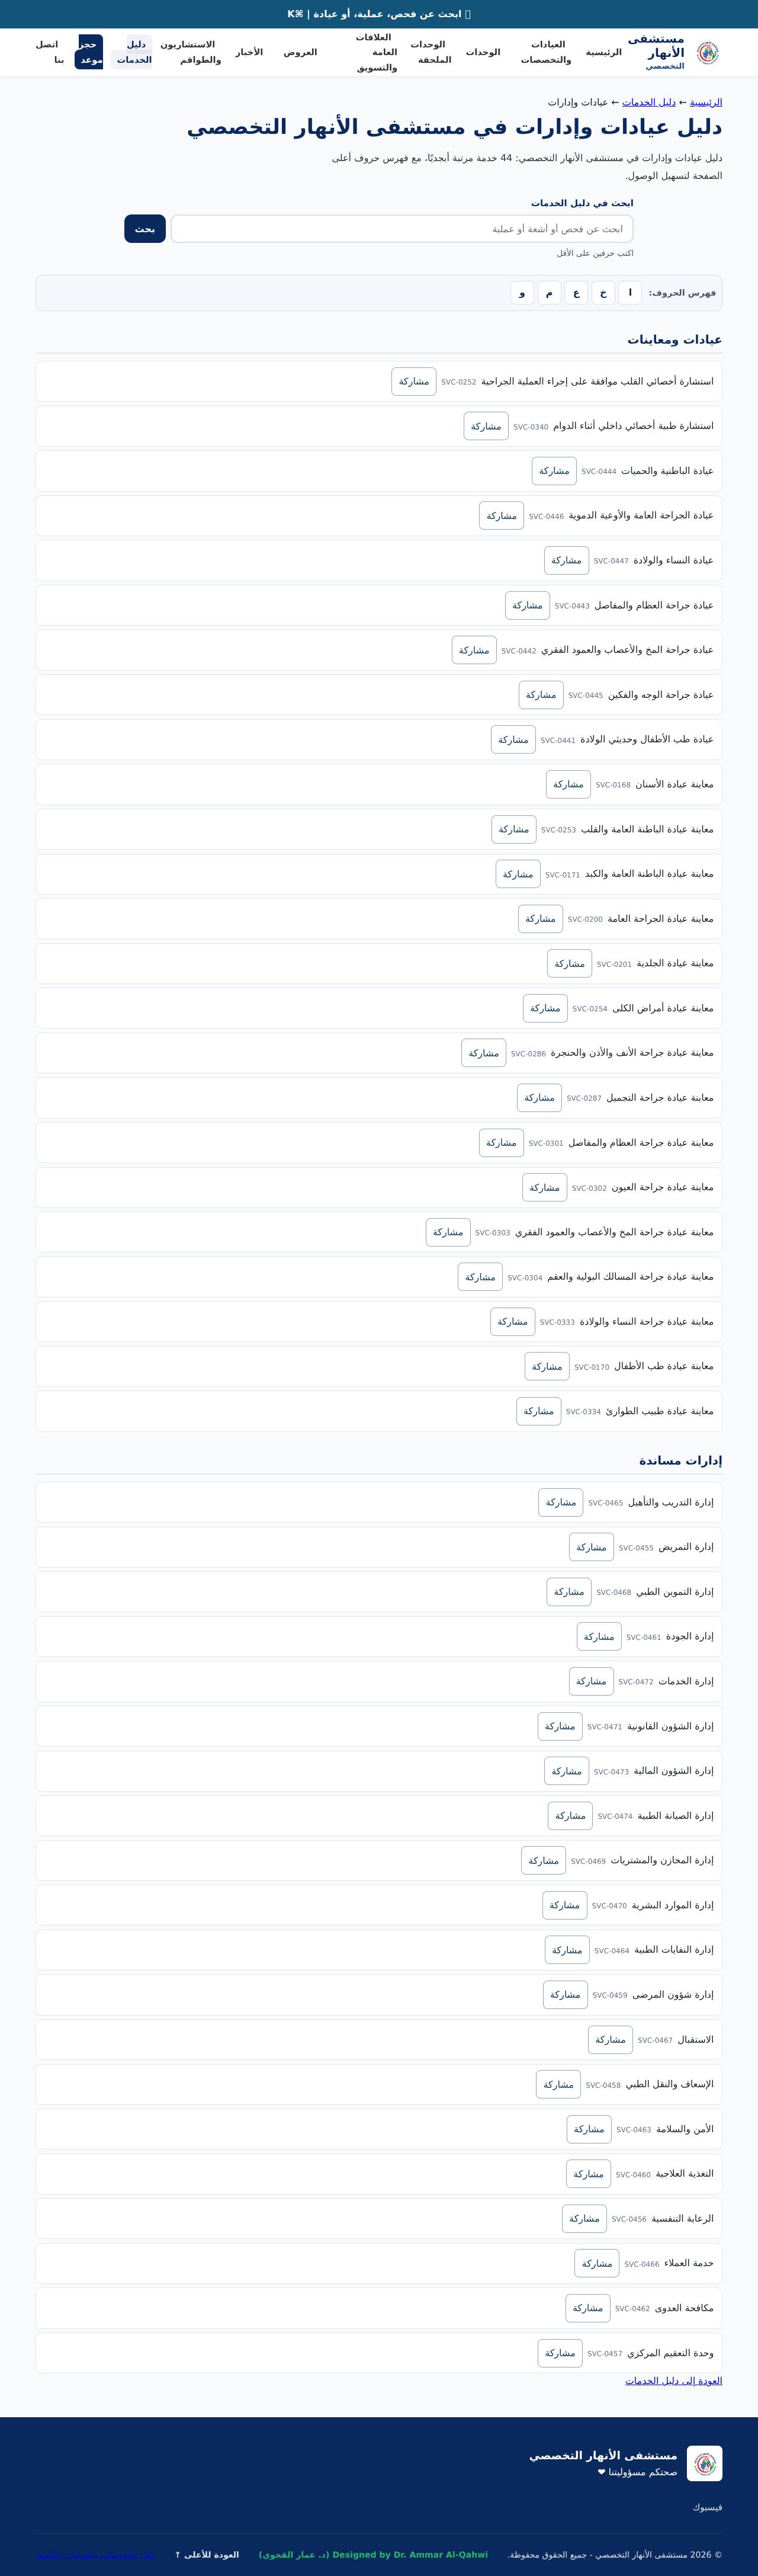 ابحث عن فحص، عملية، أو عيادة | ⌘K
مستشفى الأنهار
التخصصي
الرئيسية
العيادات والتخصصات
الوحدات
الوحدات الملحقة
العلاقات العامة والتسويق
العروض
الأخبار
الاستشاريون والطواقم
دليل الخدمات
حجز موعد
اتصل بنا
الرئيسية ← دليل الخدمات ← عيادات وإدارات
دليل عيادات وإدارات في مستشفى الأنهار التخصصي
دليل عيادات وإدارات في مستشفى الأنهار التخصصي: 44 خدمة مرتبة أبجديًا، مع فهرس حروف أعلى
الصفحة لتسهيل الوصول.
ابحث في دليل الخدمات
ابحث عن فحص أو أشعة أو عملية
بحث
اكتب حرفين على الأقل
فهرس الحروف: ا خ ع م و
عيادات ومعاينات
استشارة أخصائي القلب موافقة على إجراء العملية الجراحية SVC-0252 مشاركة
استشارة طبية أخصائي داخلي أثناء الدوام SVC-0340 مشاركة
عيادة الباطنية والحميات SVC-0444 مشاركة
عيادة الجراحة العامة والأوعية الدموية SVC-0446 مشاركة
عيادة النساء والولادة SVC-0447 مشاركة
عيادة جراحة العظام والمفاصل SVC-0443 مشاركة
عيادة جراحة المخ والأعصاب والعمود الفقري SVC-0442 مشاركة
عيادة جراحة الوجه والفكين SVC-0445 مشاركة
عيادة طب الأطفال وحديثي الولادة SVC-0441 مشاركة
معاينة عيادة الأسنان SVC-0168 مشاركة
معاينة عيادة الباطنة العامة والقلب SVC-0253 مشاركة
معاينة عيادة الباطنة العامة والكبد SVC-0171 مشاركة
معاينة عيادة الجراحة العامة SVC-0200 مشاركة
معاينة عيادة الجلدية SVC-0201 مشاركة
معاينة عيادة أمراض الكلى SVC-0254 مشاركة
معاينة عيادة جراحة الأنف والأذن والحنجرة SVC-0286 مشاركة
معاينة عيادة جراحة التجميل SVC-0287 مشاركة
معاينة عيادة جراحة العظام والمفاصل SVC-0301 مشاركة
معاينة عيادة جراحة العيون SVC-0302 مشاركة
معاينة عيادة جراحة المخ والأعصاب والعمود الفقري SVC-0303 مشاركة
معاينة عيادة جراحة المسالك البولية والعقم SVC-0304 مشاركة
معاينة عيادة جراحة النساء والولادة SVC-0333 مشاركة
معاينة عيادة طب الأطفال SVC-0170 مشاركة
معاينة عيادة طبيب الطوارئ SVC-0334 مشاركة
إدارات مساندة
إدارة التدريب والتأهيل SVC-0465 مشاركة
إدارة التمريض SVC-0455 مشاركة
إدارة التموين الطبي SVC-0468 مشاركة
إدارة الجودة SVC-0461 مشاركة
إدارة الخدمات SVC-0472 مشاركة
إدارة الشؤون القانونية SVC-0471 مشاركة
إدارة الشؤون المالية SVC-0473 مشاركة
إدارة الصيانة الطبية SVC-0474 مشاركة
إدارة المخازن والمشتريات SVC-0469 مشاركة
إدارة الموارد البشرية SVC-0470 مشاركة
إدارة النفايات الطبية SVC-0464 مشاركة
إدارة شؤون المرضى SVC-0459 مشاركة
الاستقبال SVC-0467 مشاركة
الإسعاف والنقل الطبي SVC-0458 مشاركة
الأمن والسلامة SVC-0463 مشاركة
التغذية العلاجية SVC-0460 مشاركة
الرعاية التنفسية SVC-0456 مشاركة
خدمة العملاء SVC-0466 مشاركة
مكافحة العدوى SVC-0462 مشاركة
وحدة التعقيم المركزي SVC-0457 مشاركة
العودة إلى دليل الخدمات
مستشفى الأنهار التخصصي
صحتكم مسؤوليتنا ❤
فيسبوك
© 2026 مستشفى الأنهار التخصصي - جميع الحقوق محفوظة.
Designed by Dr. Ammar Al-Qahwi (د. عمار القحوي)
العودة للأعلى ↑